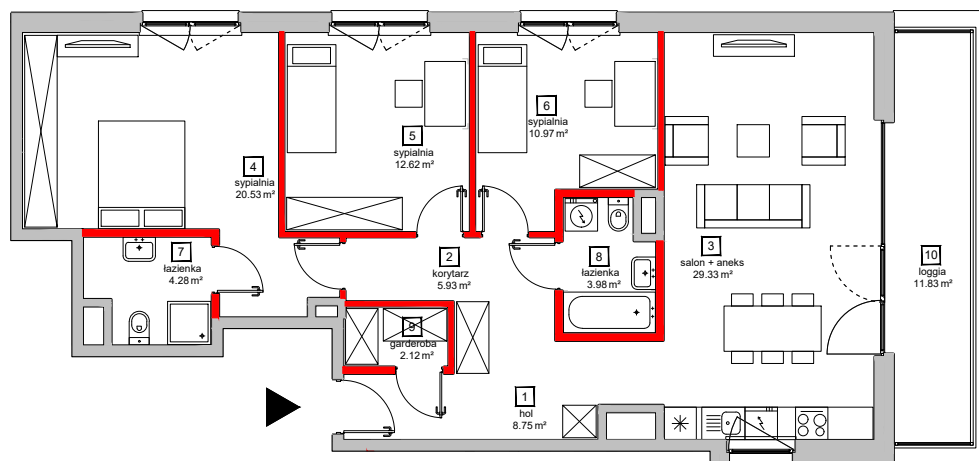 4
sypialnia
20.53 m²
5
sypialnia
12.62 m²
6
sypialnia
10.97 m²
7
łazienka
4.28 m²
2
korytarz
5.93 m²
8
łazienka
3.98 m²
3
salon + aneks
29.33 m²
10
loggia
11.83 m²
9
garderoba
2.12 m²
1
hol
8.75 m²